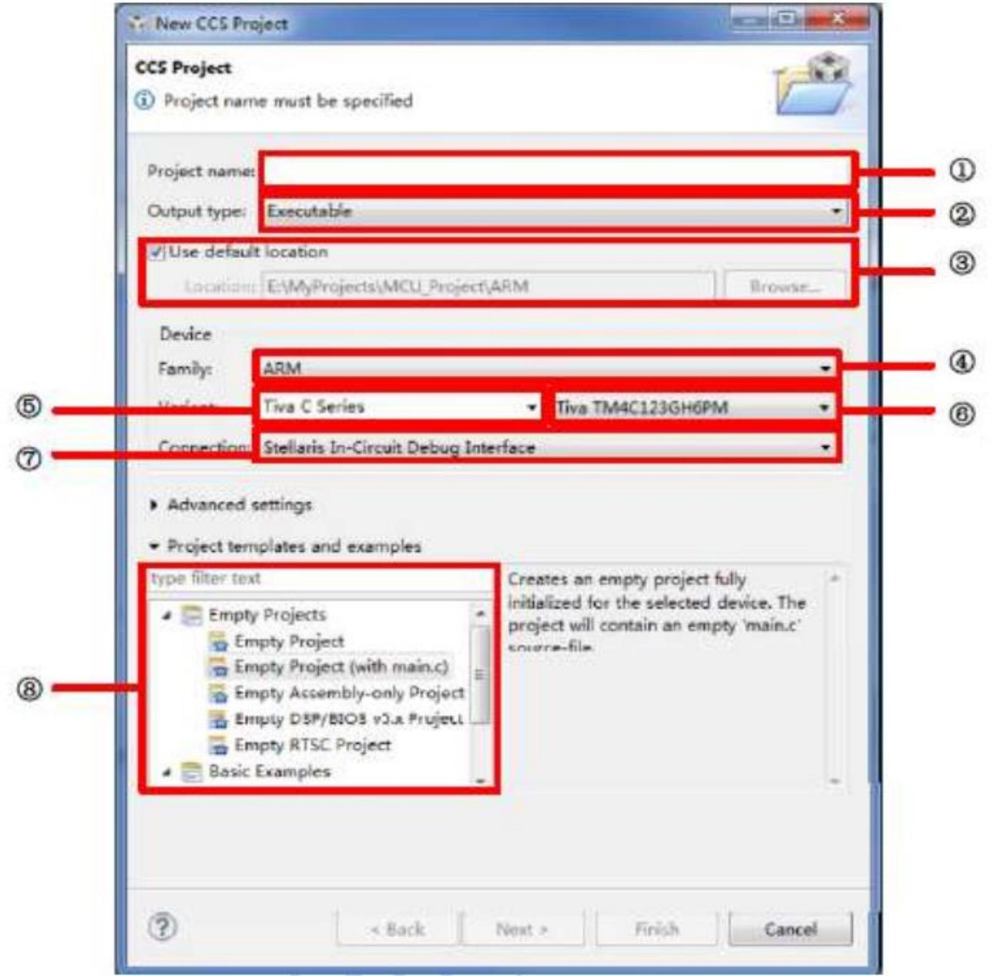 New CCS Project
CCS Project
Project name must be specified
Project name: ①
Output type: Executable ②
Use default location
Location: E:\MyProjects\MCU_Project\ARM Browse... ③
Device
Family: ARM ④
⑤ Variant: Tiva C Series Tiva TM4C123GH6PM ⑥
⑦ Connection: Stellaris In-Circuit Debug Interface
Advanced settings
Project templates and examples
type filter text
Empty Projects
Empty Project
Empty Project (with main.c)
⑧ Empty Assembly-only Project
Empty DSP/BIOS v5.x Project
Empty RTSC Project
Basic Examples
Creates an empty project fully
initialized for the selected device. The
project will contain an empty 'main.c'
source-file.
? < Back Next > Finish Cancel